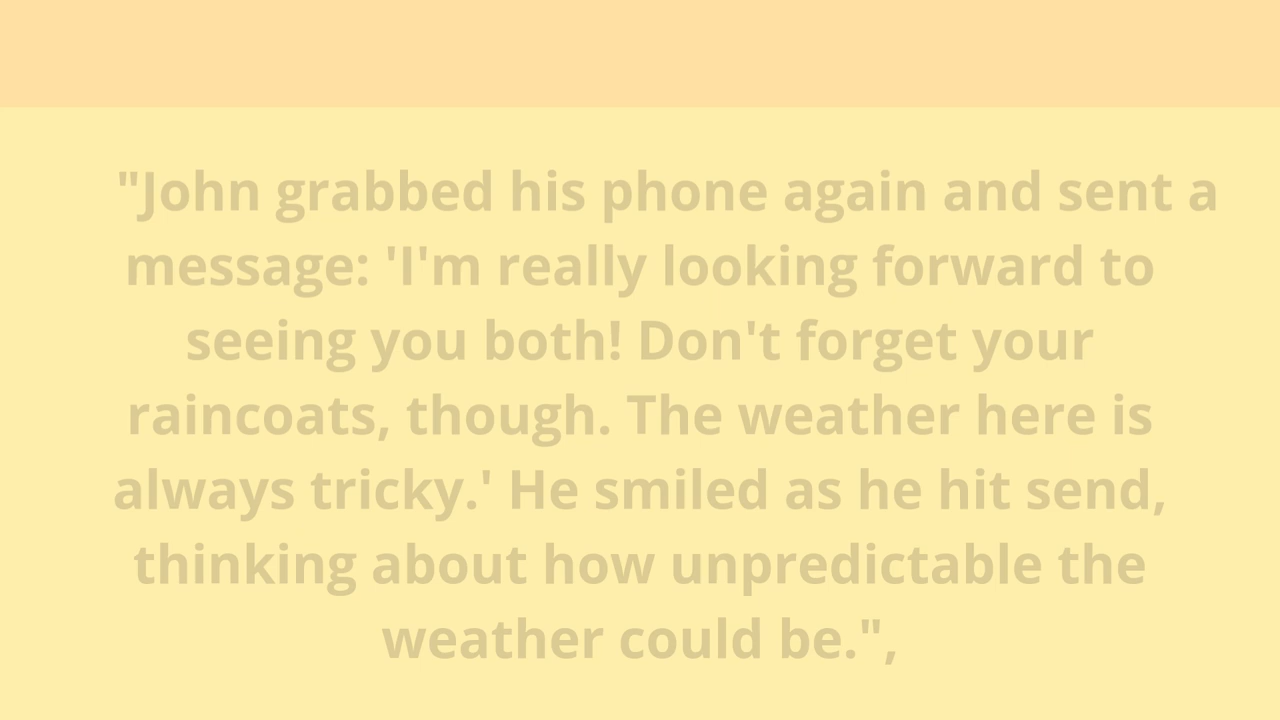 "John grabbed his phone again and sent a
message: 'I'm really looking forward to
seeing you both! Don't forget your
raincoats, though. The weather here is
always tricky.' He smiled as he hit send,
thinking about how unpredictable the
weather could be.",